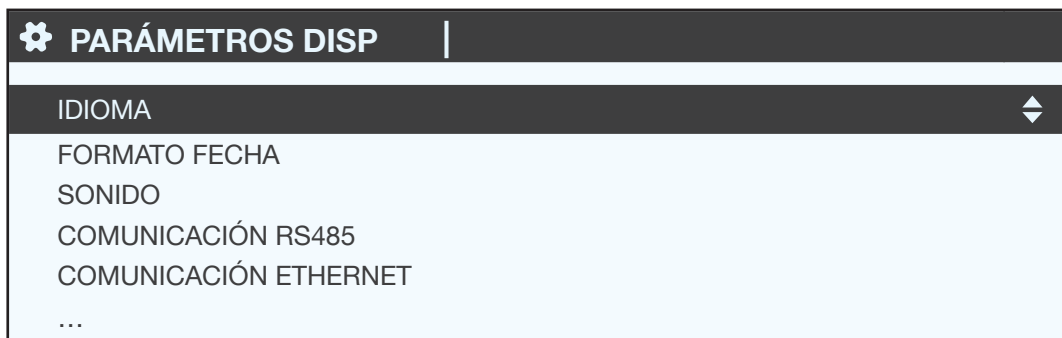 PARÁMETROS DISP
IDIOMA
FORMATO FECHA
SONIDO
COMUNICACIÓN RS485
COMUNICACIÓN ETHERNET
…